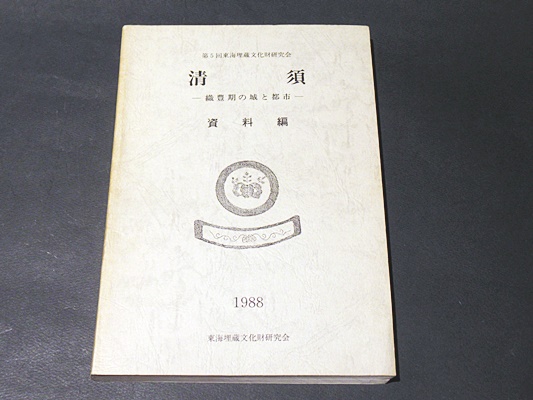 第5回東海埋蔵文化財研究会
清須
―織豊期の城と都市―
資料編
1988
東海埋蔵文化財研究会